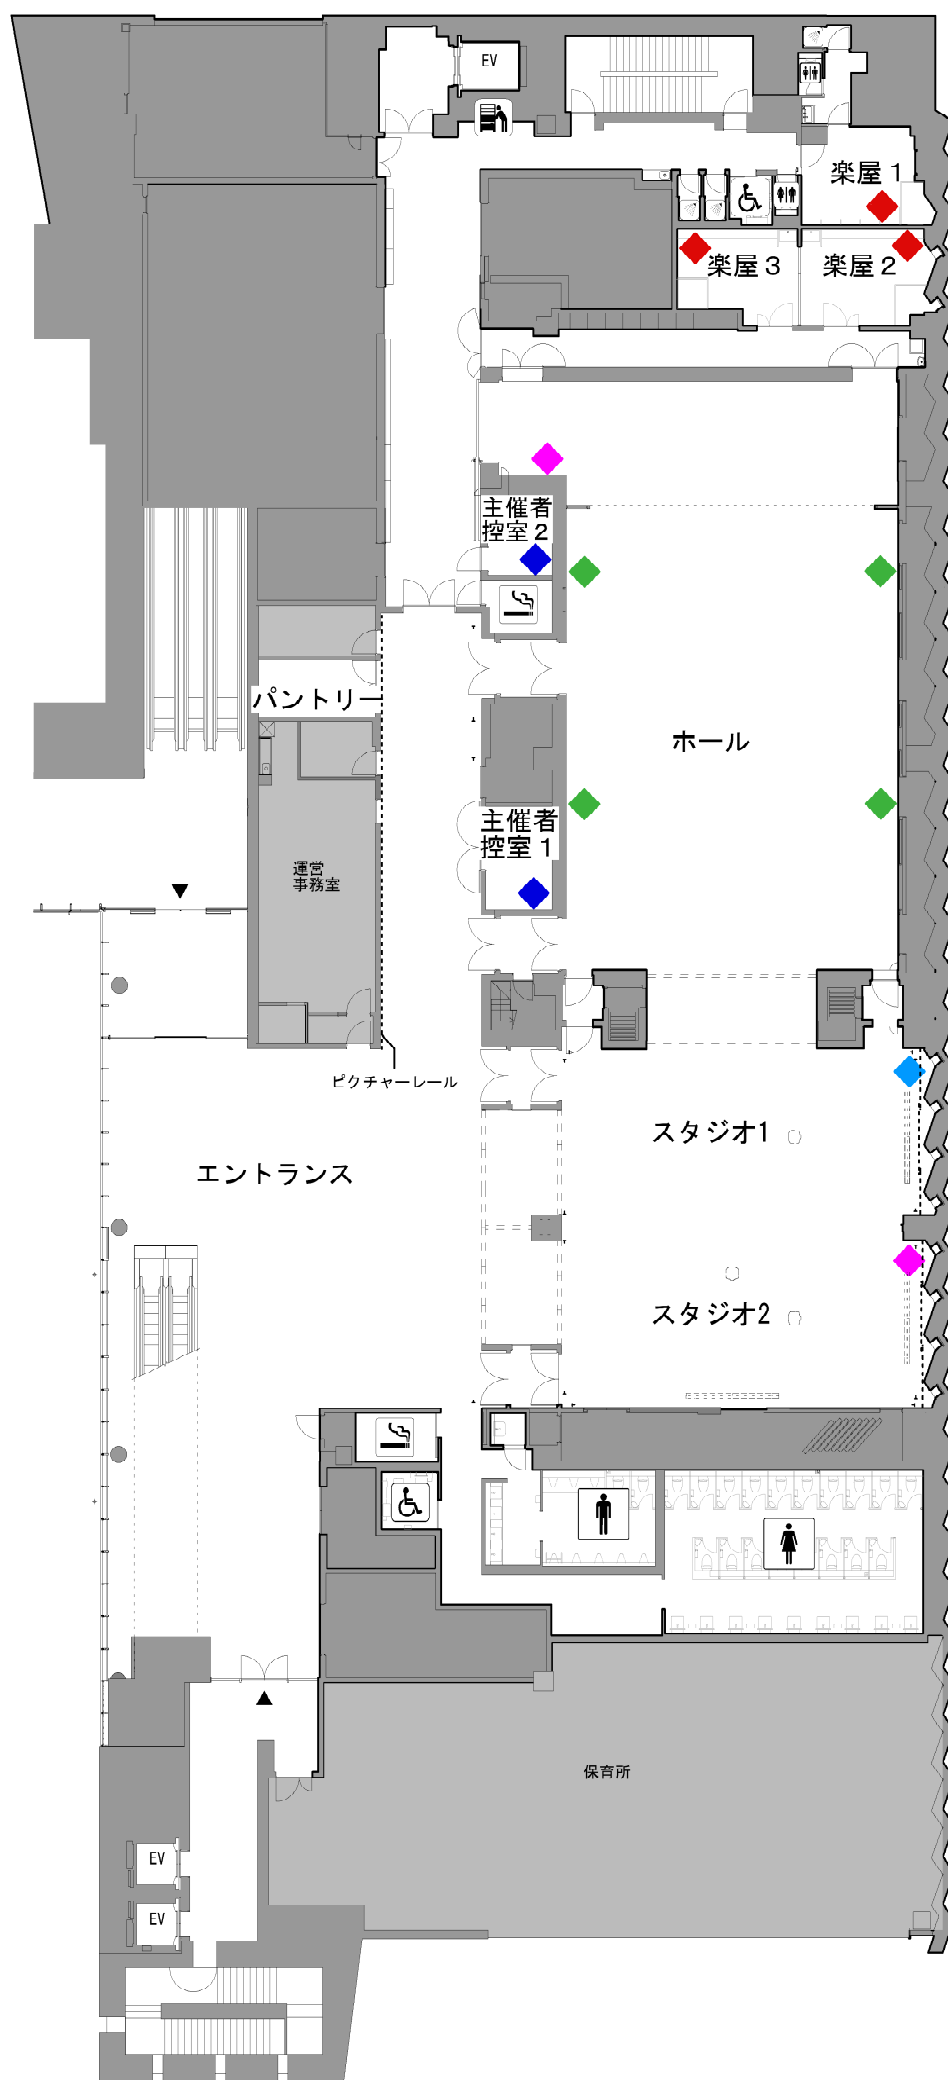 EV
楽屋1
楽屋3
楽屋2
主催者
控室2
パントリー
ホール
主催者
控室1
運営
事務室
ピクチャーレール
スタジオ1
エントランス
スタジオ2
保育所
EV
EV